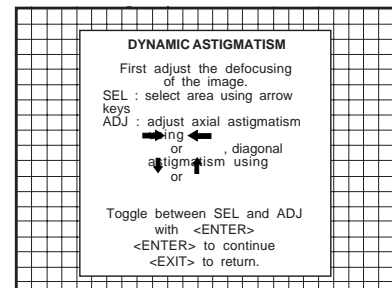 DYNAMIC ASTIGMATISM
First adjust the defocusing
of the image.
SEL : select area using arrow
keys
ADJ : adjust axial astigmatism
using
or , diagonal
astigmatism using
or
Toggle between SEL and ADJ
with <ENTER>
<ENTER> to continue
<EXIT> to return.